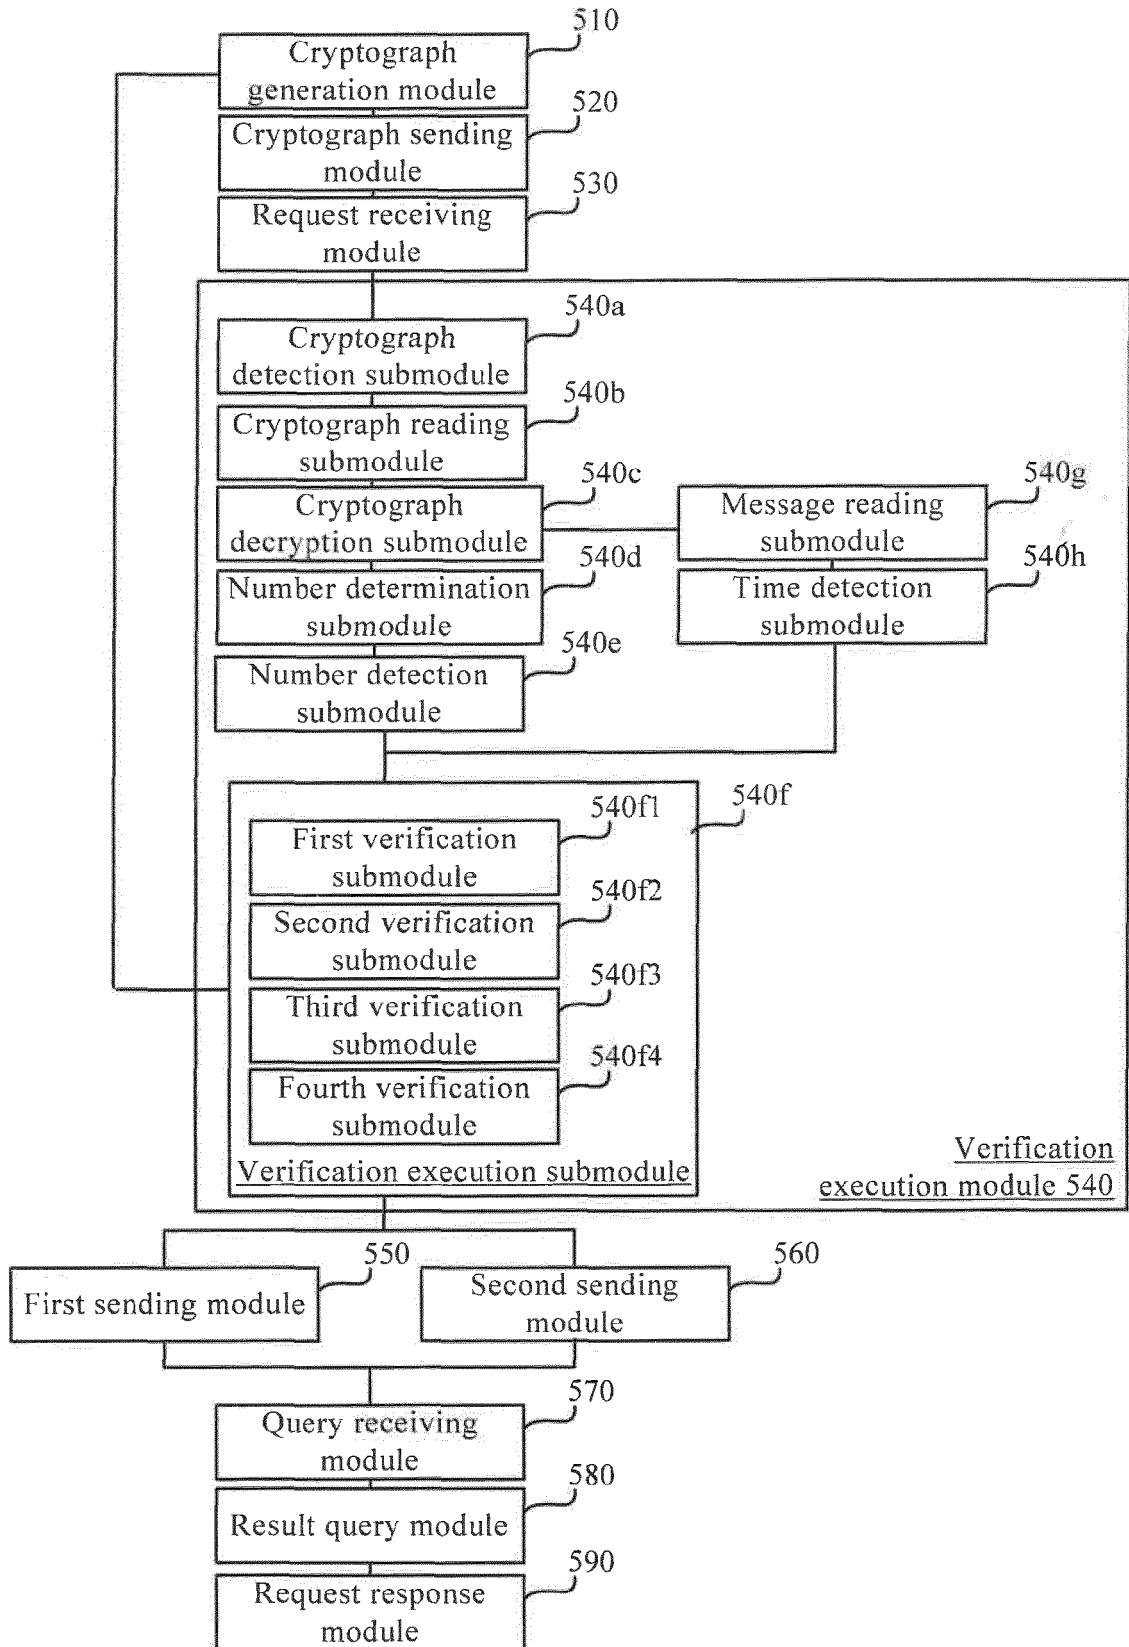 510
Cryptograph
generation module
520
Cryptograph sending
module
530
Request receiving
module
540a
Cryptograph
detection submodule
540b
Cryptograph reading
submodule
540c
Cryptograph
decryption submodule
540g
Message reading
submodule
540d
Number determination
submodule
540h
Time detection
submodule
540e
Number detection
submodule
540f
540f1
First verification
submodule
540f2
Second verification
submodule
540f3
Third verification
submodule
540f4
Fourth verification
submodule
Verification execution submodule
Verification
execution module 540
550
First sending module
560
Second sending
module
570
Query receiving
module
580
Result query module
590
Request response
module